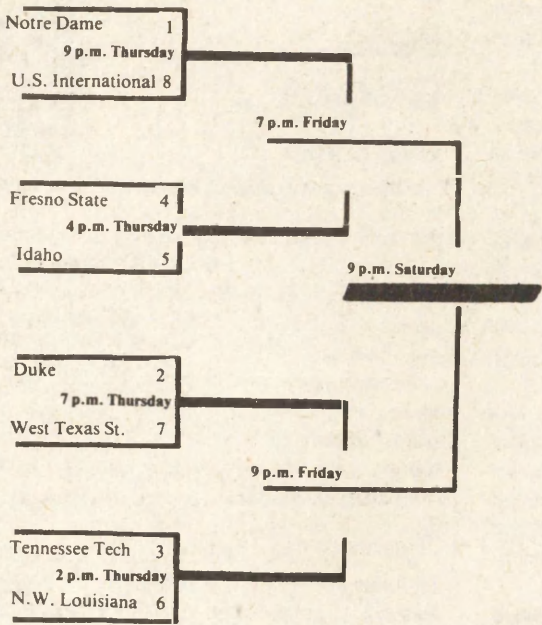 Notre Dame 1
9 p.m. Thursday
U.S. International 8
7 p.m. Friday
Fresno State 4
4 p.m. Thursday
Idaho 5
9 p.m. Saturday
Duke 2
7 p.m. Thursday
West Texas St. 7
9 p.m. Friday
Tennessee Tech 3
2 p.m. Thursday
N.W. Louisiana 6